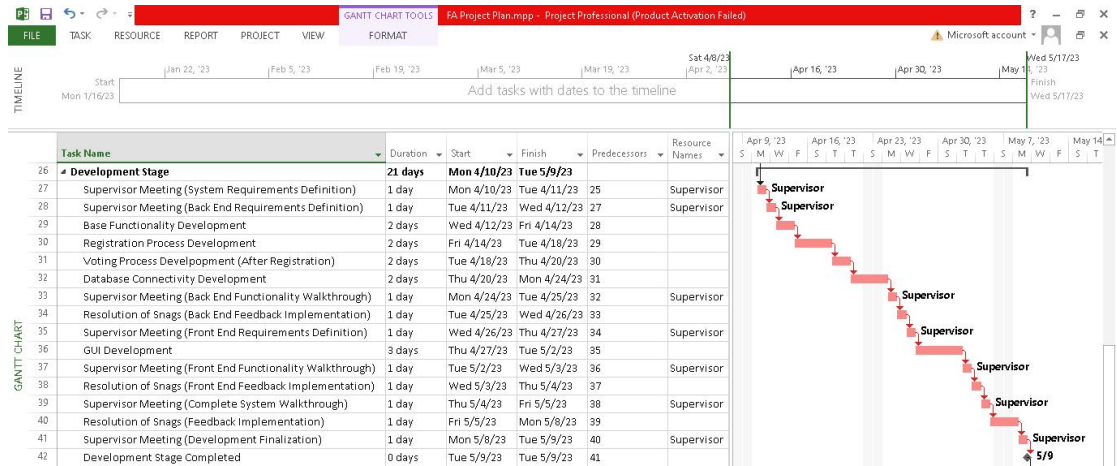 GANTT CHART TOOLS FA Project Plan.mpp - Project Professional (Product Activation Failed) ?
FILE TASK RESOURCE REPORT PROJECT VIEW FORMAT Microsoft account
TIMELINE
Sat 4/8/23 Wed 5/17/23
Jan 22, '23 Feb 5, '23 Feb 19, '23 Mar 5, '23 Mar 19, '23 Apr 2, '23 Apr 16, '23 Apr 30, '23 May 14, '23
Start
Mon 1/16/23
Add tasks with dates to the timeline
Finish
Wed 5/17/23
GANTT CHART
Task Name Duration Start Finish Predecessors Resource Names
Apr 9, '23 Apr 16, '23 Apr 23, '23 Apr 30, '23 May 7, '23 May 14
S M W F S T T S M W F S T T S M W F S T
26 Development Stage 21 days Mon 4/10/23 Tue 5/9/23
27 Supervisor Meeting (System Requirements Definition) 1 day Mon 4/10/23 Tue 4/11/23 25 Supervisor Supervisor
28 Supervisor Meeting (Back End Requirements Definition) 1 day Tue 4/11/23 Wed 4/12/23 27 Supervisor Supervisor
29 Base Functionality Development 2 days Wed 4/12/23 Fri 4/14/23 28
30 Registration Process Development 2 days Fri 4/14/23 Tue 4/18/23 29
31 Voting Process Develpopment (After Registration) 2 days Tue 4/18/23 Thu 4/20/23 30
32 Database Connectivity Development 2 days Thu 4/20/23 Mon 4/24/23 31
33 Supervisor Meeting (Back End Functionality Walkthrough) 1 day Mon 4/24/23 Tue 4/25/23 32 Supervisor Supervisor
34 Resolution of Snags (Back End Feedback Implementation) 1 day Tue 4/25/23 Wed 4/26/23 33
35 Supervisor Meeting (Front End Requirements Definition) 1 day Wed 4/26/23 Thu 4/27/23 34 Supervisor Supervisor
36 GUI Development 3 days Thu 4/27/23 Tue 5/2/23 35
37 Supervisor Meeting (Front End Functionality Walkthrough) 1 day Tue 5/2/23 Wed 5/3/23 36 Supervisor Supervisor
38 Resolution of Snags (Front End Feedback Implementation) 1 day Wed 5/3/23 Thu 5/4/23 37
39 Supervisor Meeting (Complete System Walkthrough) 1 day Thu 5/4/23 Fri 5/5/23 38 Supervisor Supervisor
40 Resolution of Snags (Feedback Implementation) 1 day Fri 5/5/23 Mon 5/8/23 39
41 Supervisor Meeting (Development Finalization) 1 day Mon 5/8/23 Tue 5/9/23 40 Supervisor Supervisor
42 Development Stage Completed 0 days Tue 5/9/23 Tue 5/9/23 41 5/9